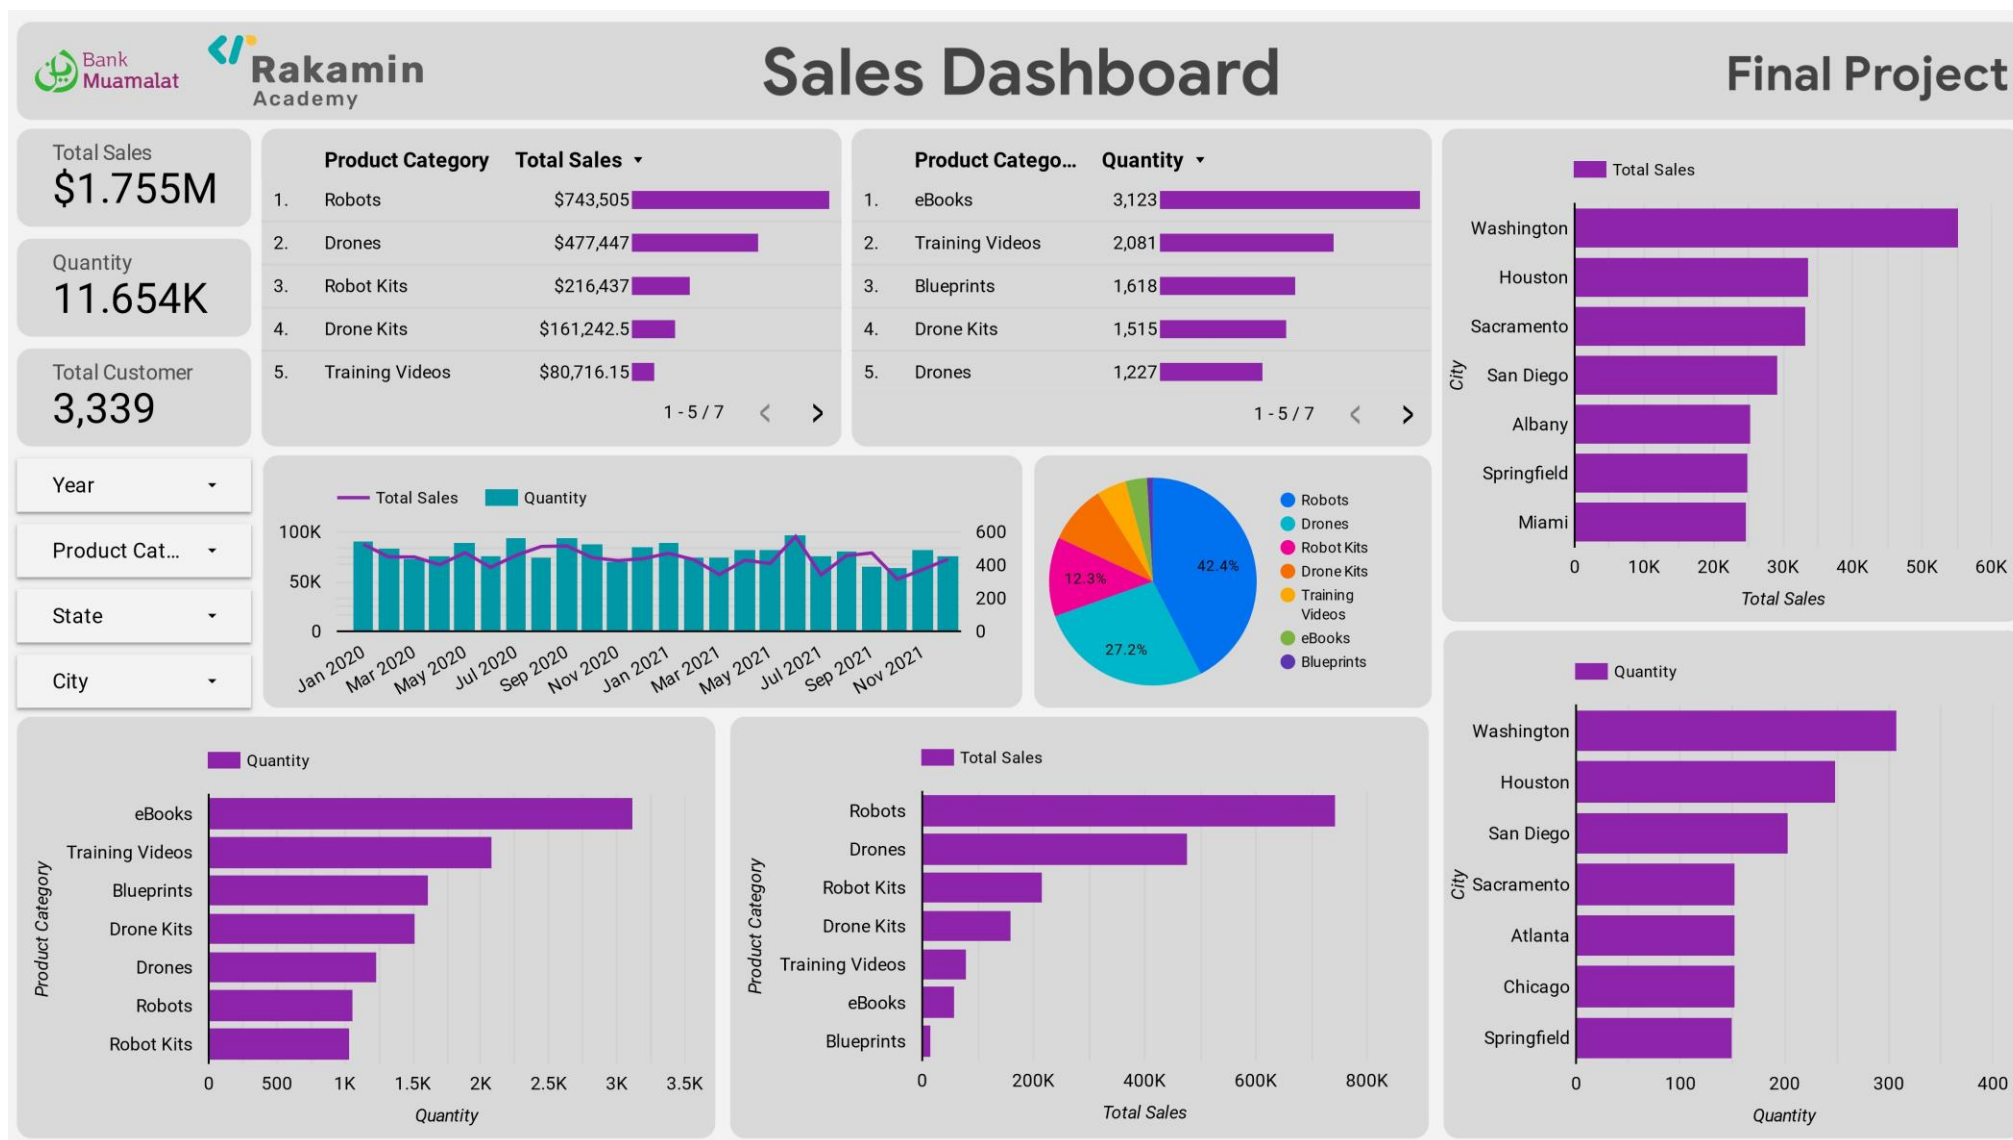 Bank
Muamalat
Rakamin
Academy
Sales Dashboard
Final Project
Total Sales
$1.755M
Quantity
11.654K
Total Customer
3,339
Year
Product Cat...
State
City
Product Category Total Sales
1. Robots $743,505
2. Drones $477,447
3. Robot Kits $216,437
4. Drone Kits $161,242.5
5. Training Videos $80,716.15
1 - 5 / 7 < >
Product Catego... Quantity
1. eBooks 3,123
2. Training Videos 2,081
3. Blueprints 1,618
4. Drone Kits 1,515
5. Drones 1,227
1 - 5 / 7 < >
Total Sales
Washington
Houston
Sacramento
San Diego
Albany
Springfield
Miami
City
0 10K 20K 30K 40K 50K 60K
Total Sales
Total Sales Quantity
100K 600
400
50K
200
0 0
Jan 2020 Mar 2020 May 2020 Jul 2020 Sep 2020 Nov 2020 Jan 2021 Mar 2021 May 2021 Jul 2021 Sep 2021 Nov 2021
42.4%
27.2%
12.3%
Robots
Drones
Robot Kits
Drone Kits
Training
Videos
eBooks
Blueprints
Quantity
eBooks
Training Videos
Blueprints
Drone Kits
Drones
Robots
Robot Kits
Product Category
0 500 1K 1.5K 2K 2.5K 3K 3.5K
Quantity
Total Sales
Robots
Drones
Robot Kits
Drone Kits
Training Videos
eBooks
Blueprints
Product Category
0 200K 400K 600K 800K
Total Sales
Quantity
Washington
Houston
San Diego
Sacramento
Atlanta
Chicago
Springfield
City
0 100 200 300 400
Quantity